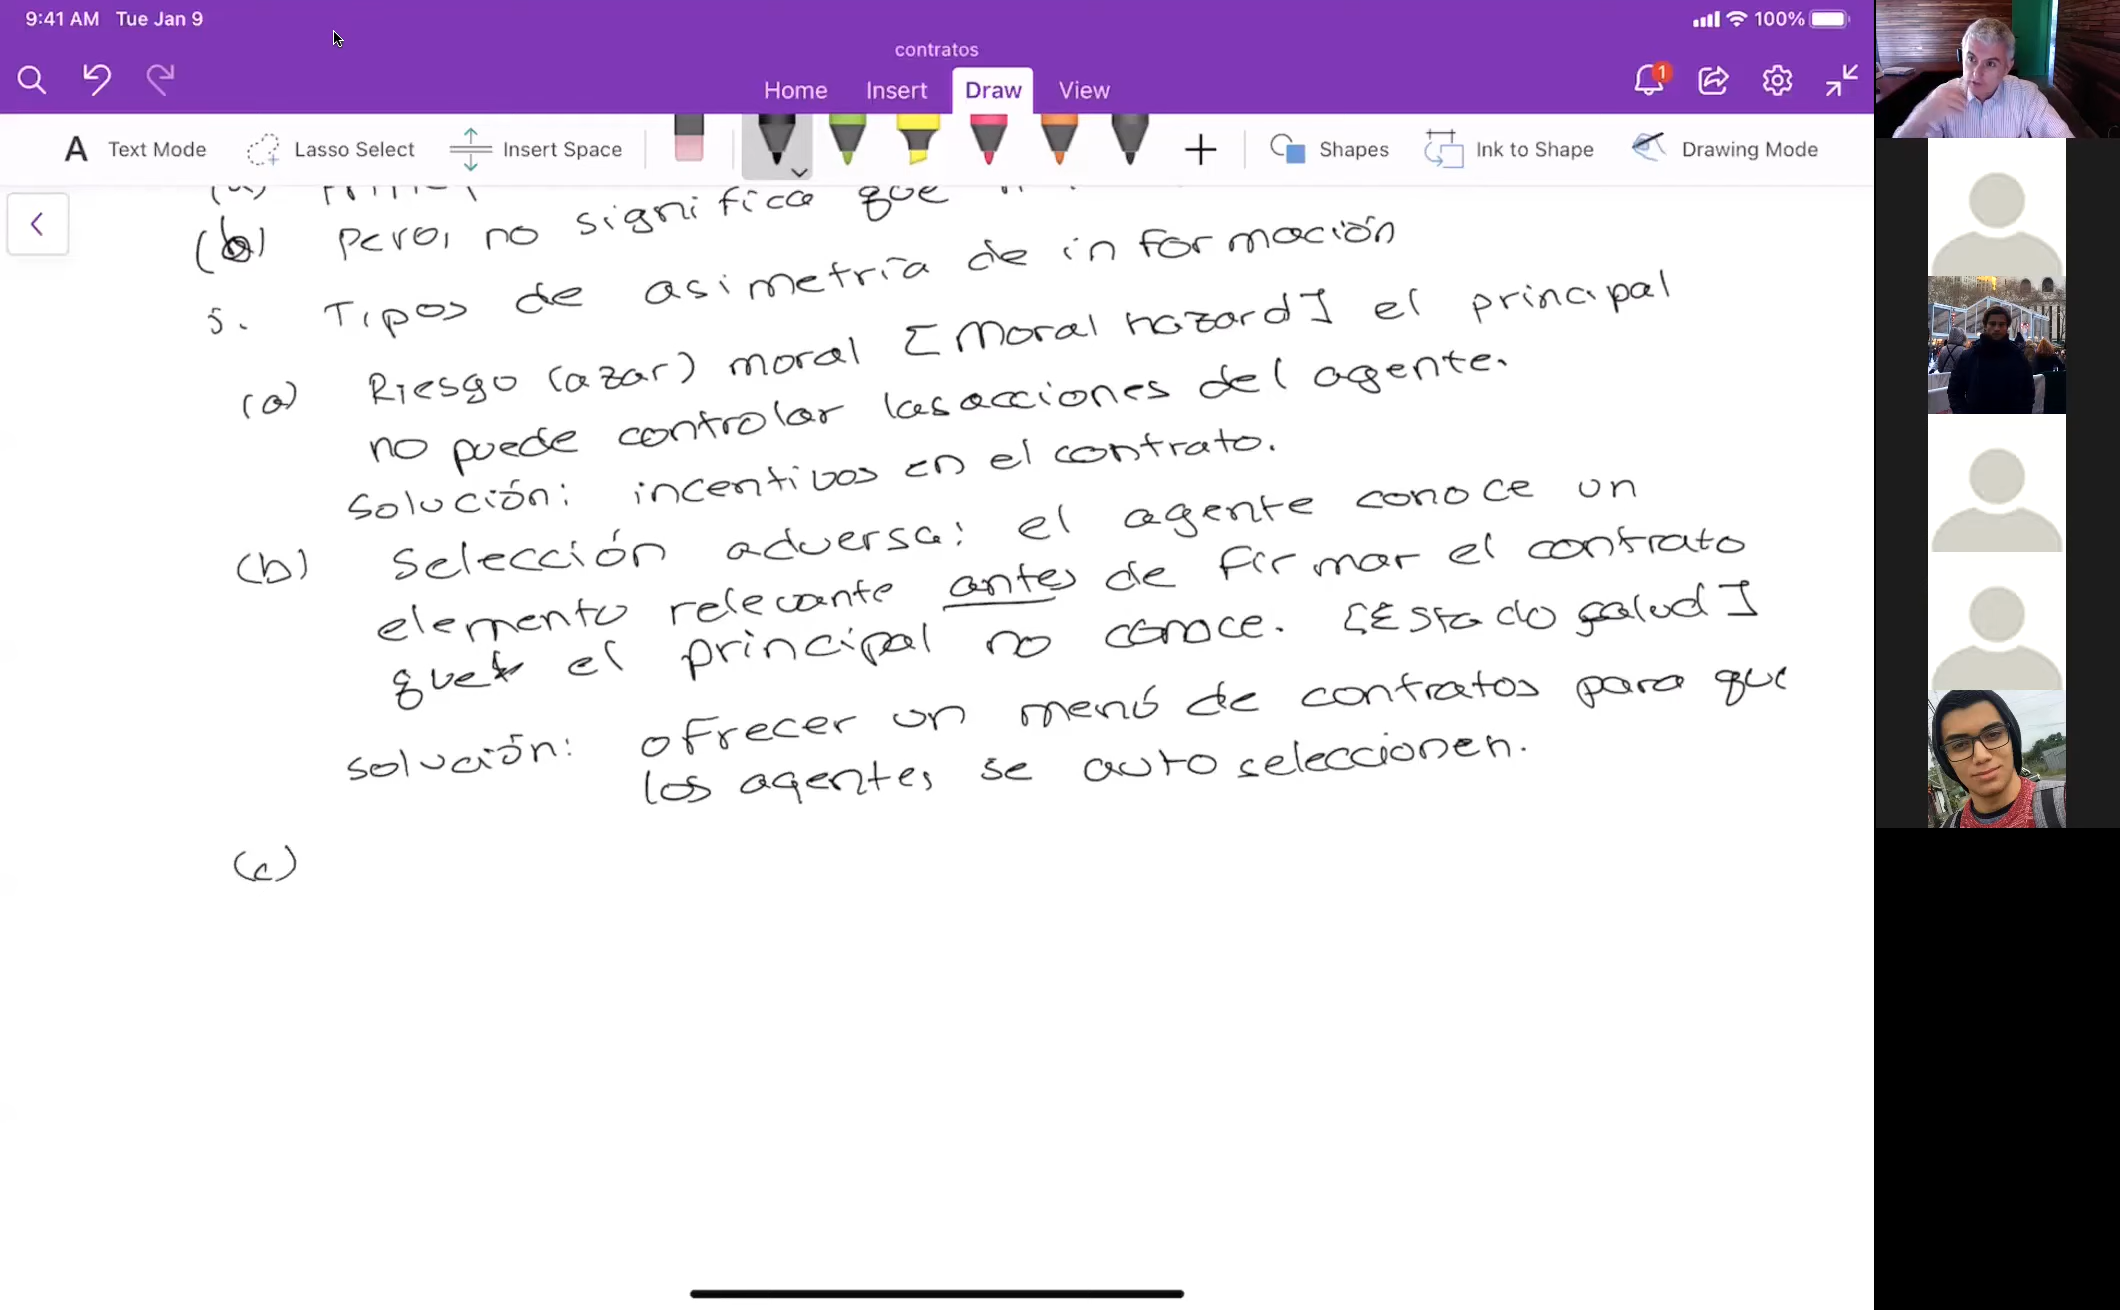 9:41 AM Tue Jan 9
100%
contratos
Home Insert Draw View
1
A Text Mode Lasso Select Insert Space Shapes Ink to Shape Drawing Mode
(b) Pero, no significa que
5. Tipos de asimetría de información
(a) Riesgo (azar) moral [Moral hazard] el principal
no puede controlar las acciones del agente.
Solución: incentivos en el contrato.
(b) Selección adversa: el agente conoce un
elemento relevante antes de firmar el contrato
que el principal no conoce. [Estado salud]
solución: ofrecer un menú de contratos para que
los agentes se auto seleccionen.
(c)